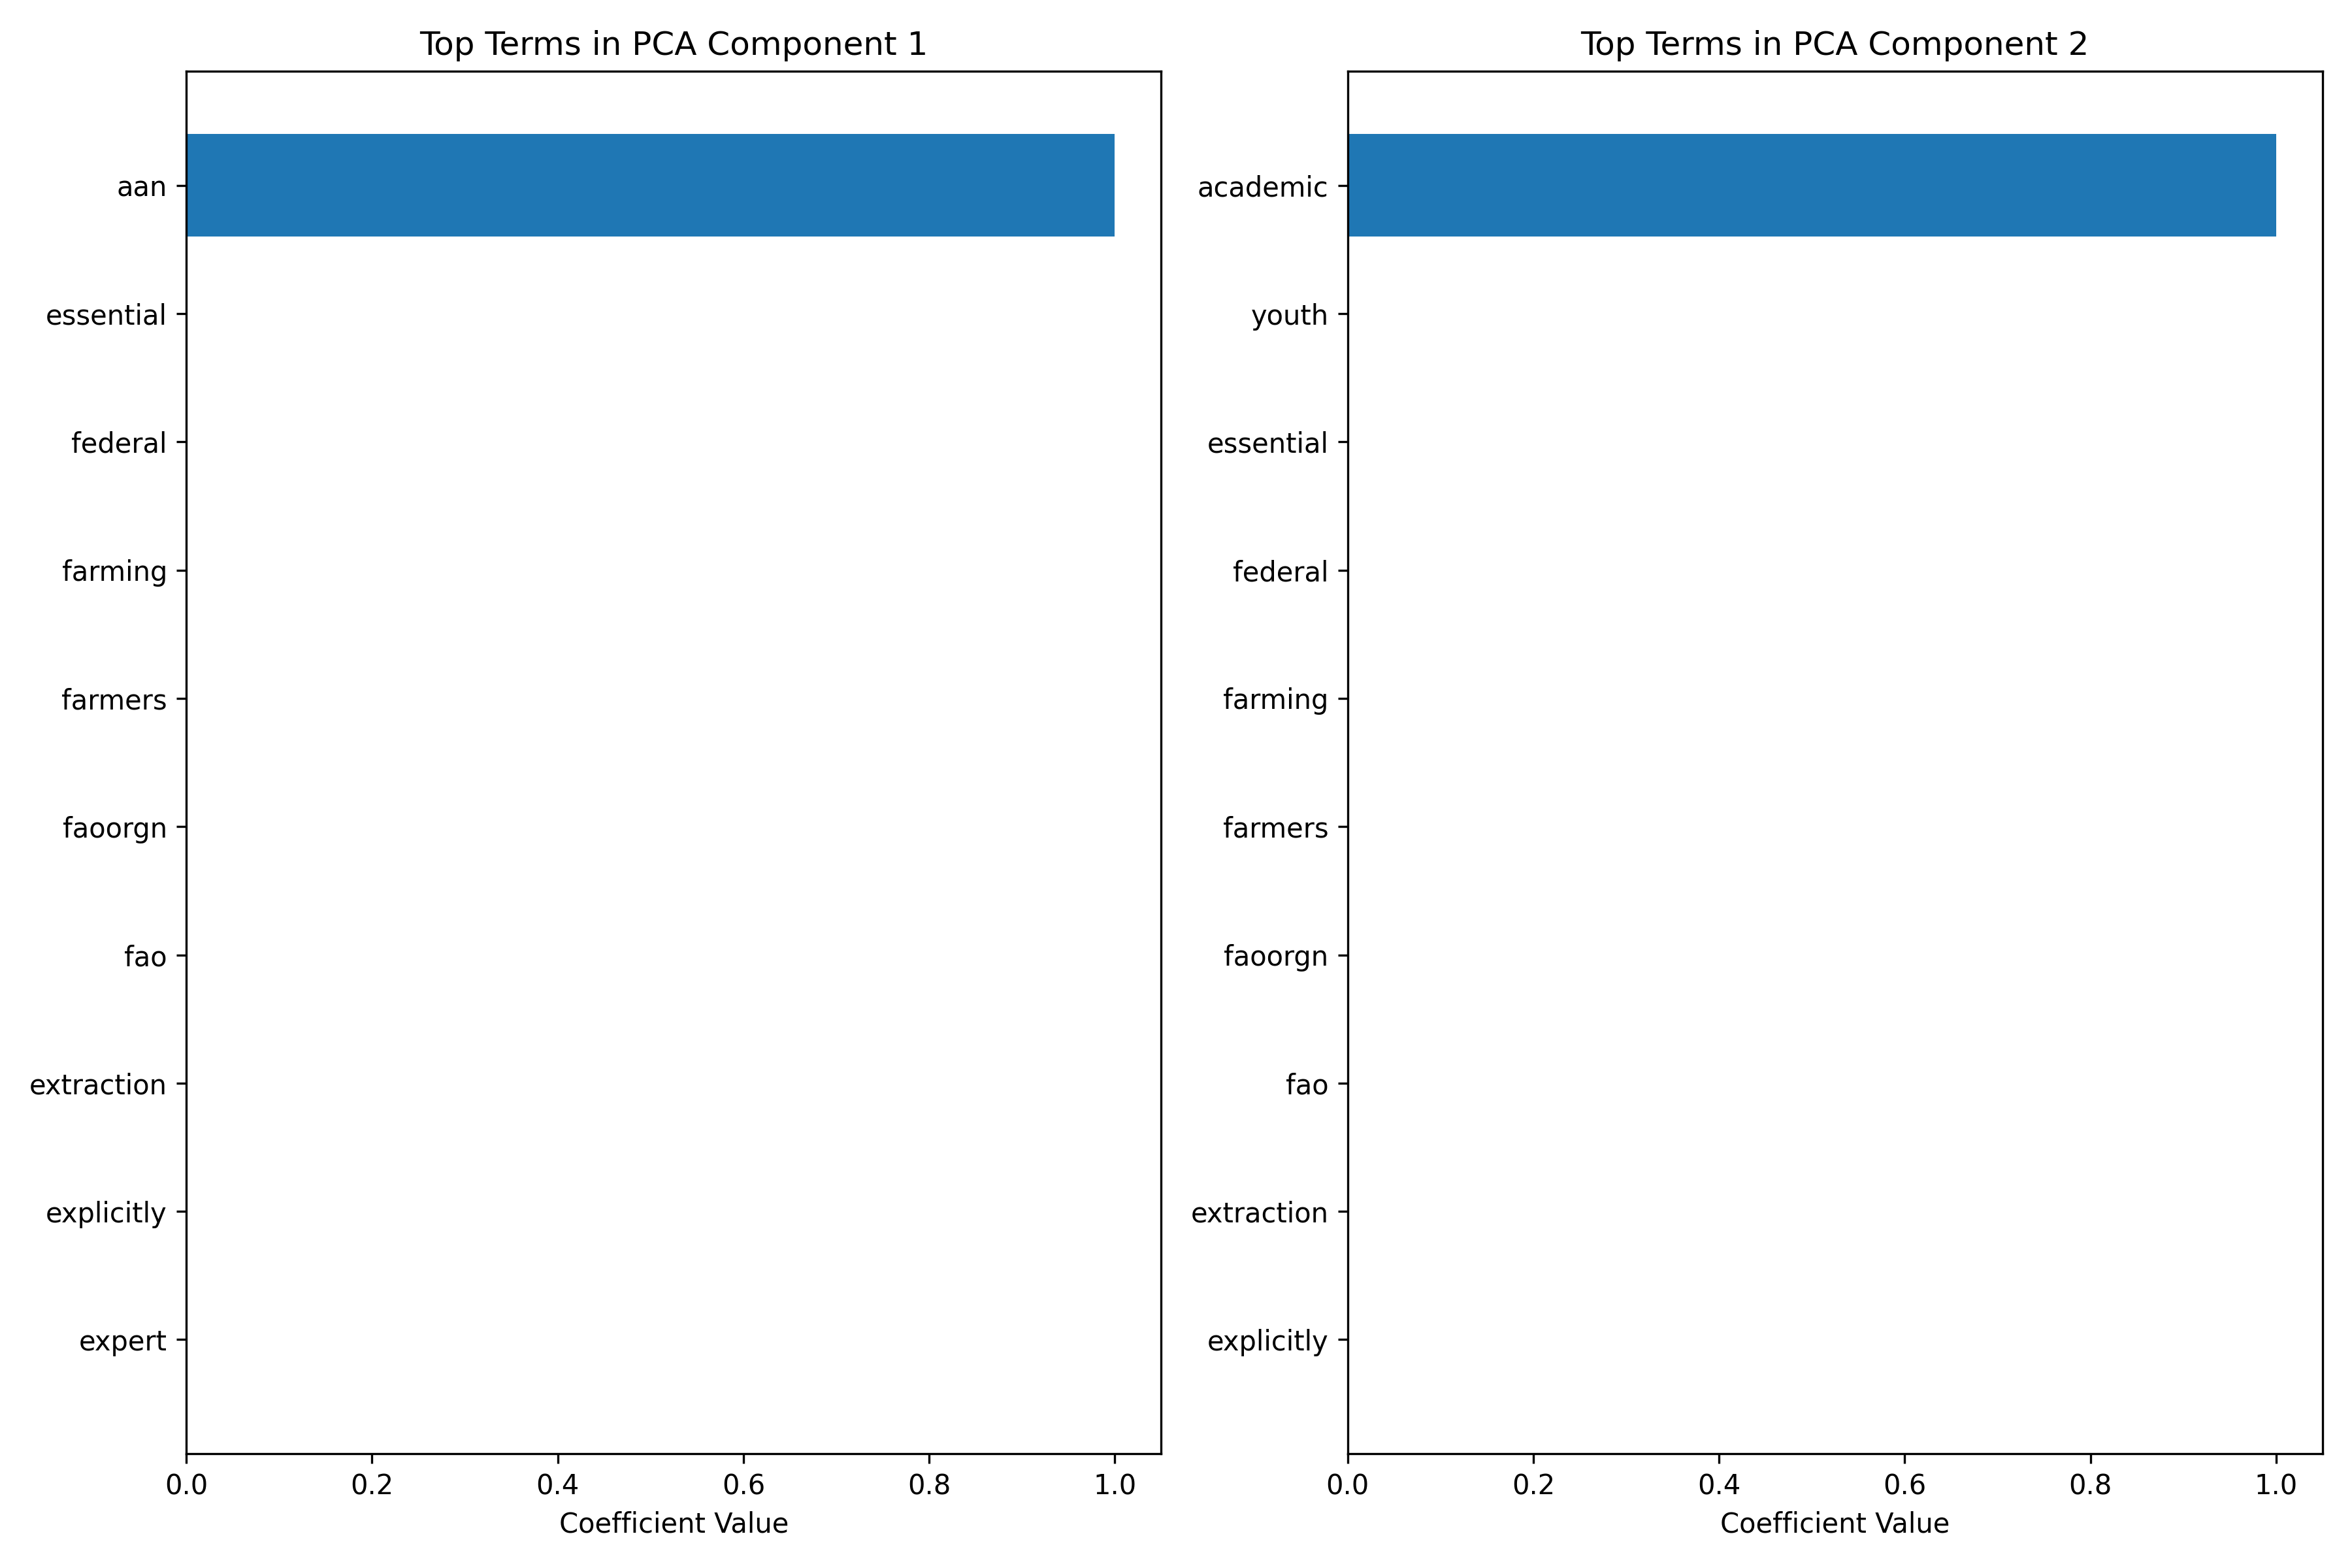 Top Terms in PCA Component 1
aan
essential
federal
farming
farmers
faoorgn
fao
extraction
explicitly
expert
0.0 0.2 0.4 0.6 0.8 1.0
Coefficient Value
Top Terms in PCA Component 2
academic
youth
essential
federal
farming
farmers
faoorgn
fao
extraction
explicitly
0.0 0.2 0.4 0.6 0.8 1.0
Coefficient Value